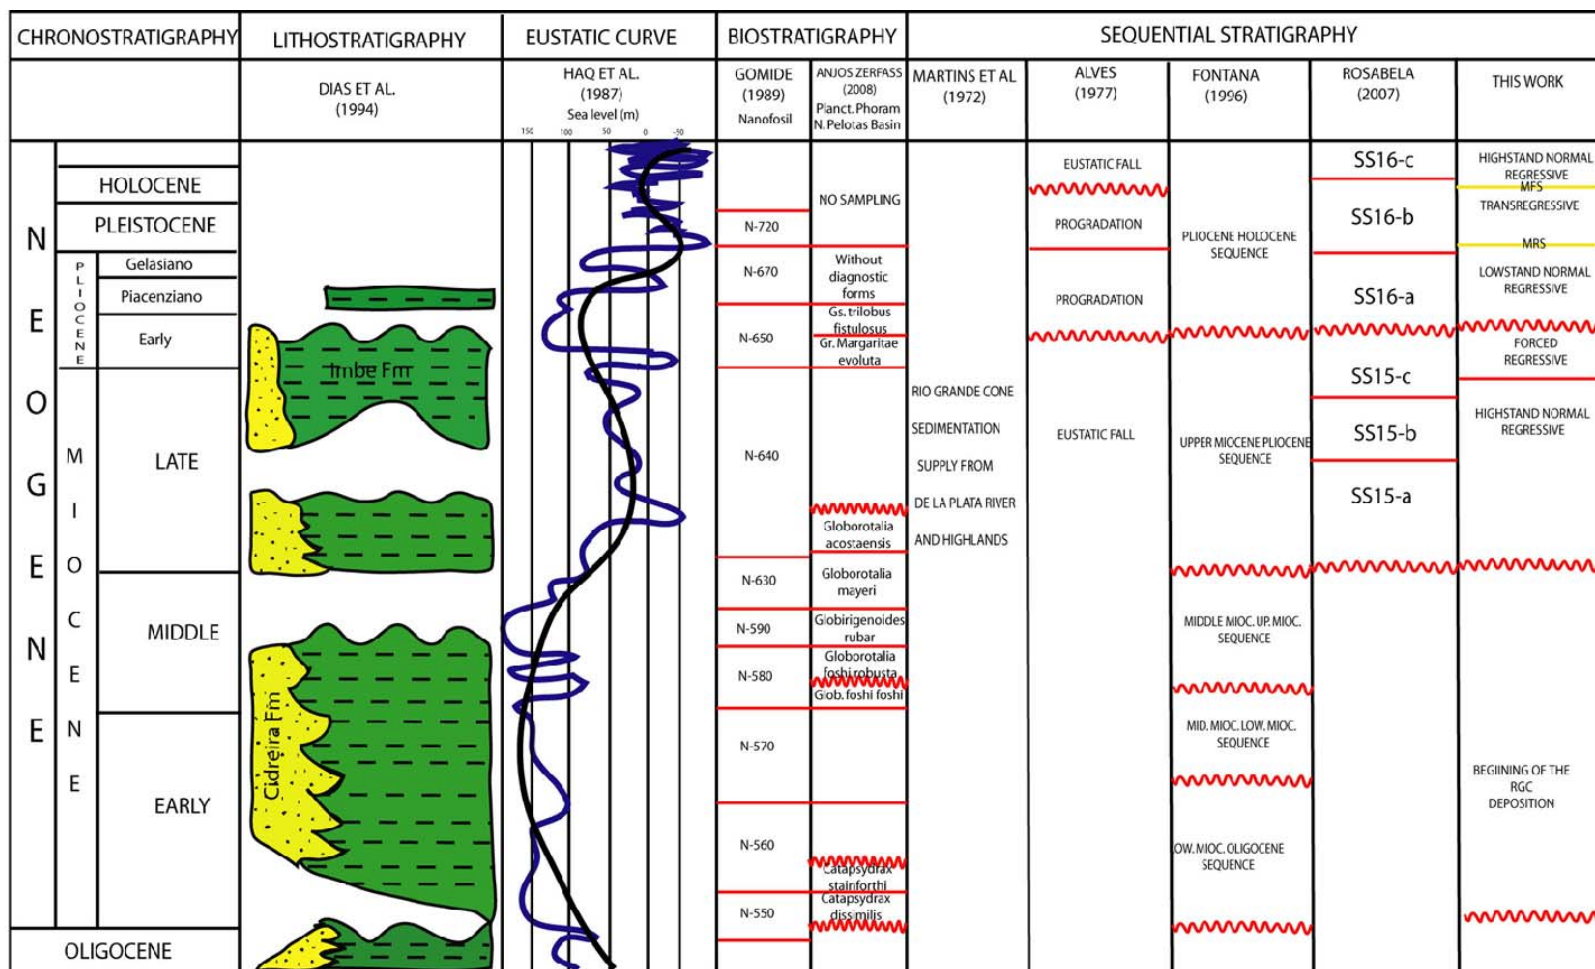 CHRONOSTRATIGRAPHY
LITHOSTRATIGRAPHY
EUSTATIC CURVE
BIOSTRATIGRAPHY
SEQUENTIAL STRATIGRAPHY
DIAS ET AL.
(1994)
HAQ ET AL.
(1987)
Sea level (m)
150 100 50 0 -50
GOMIDE
(1989)
Nanofosil
ANJOS ZERFASS
(2008)
Planct. Phoram
N. Pelotas Basin
MARTINS ET AL
(1972)
ALVES
(1977)
FONTANA
(1996)
ROSABELA
(2007)
THIS WORK
NEOGENE
HOLOCENE
PLEISTOCENE
PLIOCENE
Gelasiano
Piacenziano
Early
MIOCENE
LATE
MIDDLE
EARLY
OLIGOCENE
Imbe Fm
Cidreira Fm
N-720
N-670
N-650
N-640
N-630
N-590
N-580
N-570
N-560
N-550
NO SAMPLING
Without
diagnostic
forms
Gs. trilobus
fistulosus
Gr. Margaritae
evoluta
Globorotalia
acostaensis
Globorotalia
mayeri
Globirigenoides
rubar
Globorotalia
foshi robusta
Glob. foshi foshi
Catapsydrax
stainforthi
Catapsydrax
dissimilis
RIO GRANDE CONE
SEDIMENTATION
SUPPLY FROM
DE LA PLATA RIVER
AND HIGHLANDS
EUSTATIC FALL
PROGRADATION
PROGRADATION
EUSTATIC FALL
PLIOCENE HOLOCENE
SEQUENCE
UPPER MIOCENE PLIOCENE
SEQUENCE
MIDDLE MIOC. UP. MIOC.
SEQUENCE
MID. MIOC. LOW. MIOC.
SEQUENCE
OW. MIOC. OLIGOCENE
SEQUENCE
SS16-c
SS16-b
SS16-a
SS15-c
SS15-b
SS15-a
HIGHSTAND NORMAL
REGRESSIVE
MFS
TRANSREGRESSIVE
MRS
LOWSTAND NORMAL
REGRESSIVE
FORCED
REGRESSIVE
HIGHSTAND NORMAL
REGRESSIVE
BEGIINING OF THE
RGC
DEPOSITION